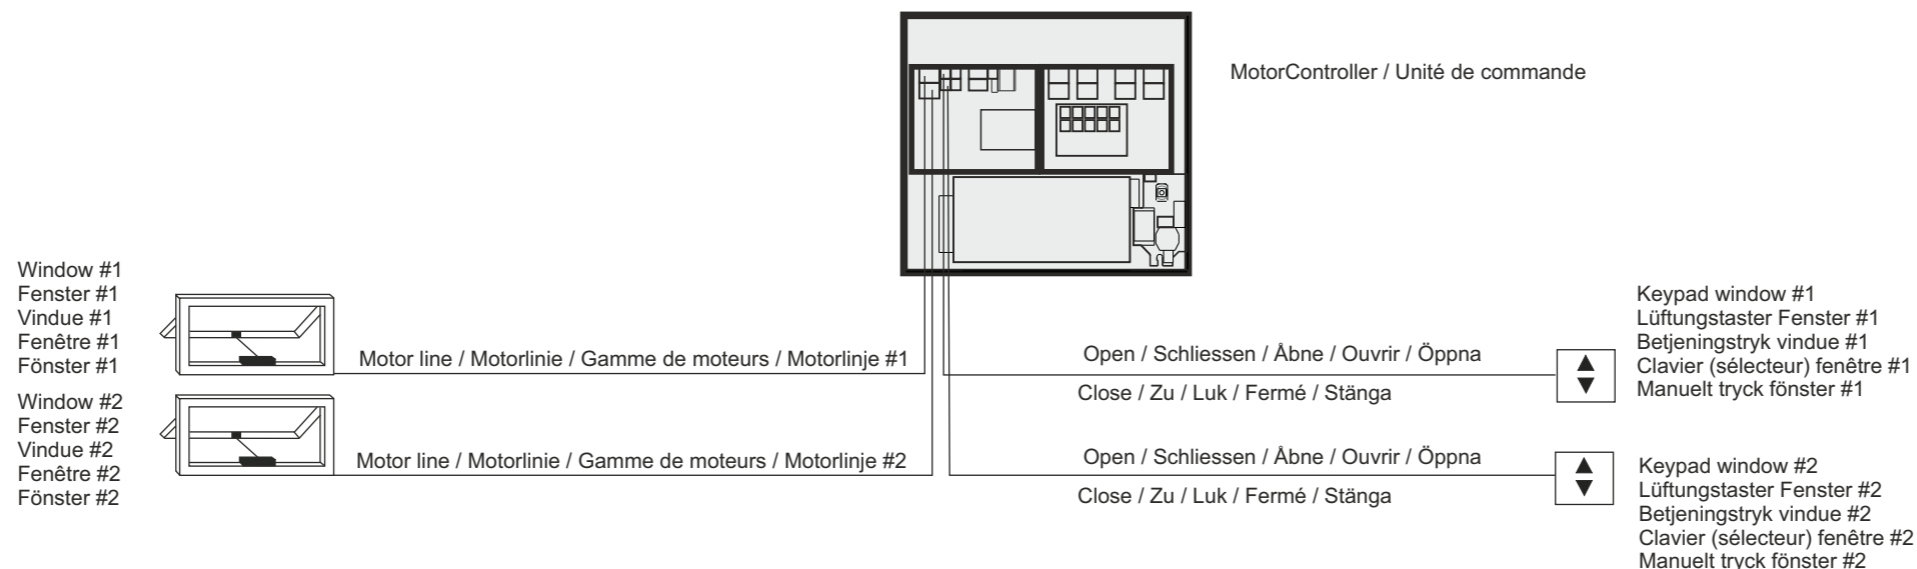 MotorController / Unité de commande
Window #1
Fenster #1
Vindue #1
Fenêtre #1
Fönster #1
Motor line / Motorlinie / Gamme de moteurs / Motorlinje #1
Open / Schliessen / Åbne / Ouvrir / Öppna
Close / Zu / Luk / Fermé / Stänga
Keypad window #1
Lüftungstaster Fenster #1
Betjeningstryk vindue #1
Clavier (sélecteur) fenêtre #1
Manuelt tryck fönster #1
Window #2
Fenster #2
Vindue #2
Fenêtre #2
Fönster #2
Motor line / Motorlinie / Gamme de moteurs / Motorlinje #2
Open / Schliessen / Åbne / Ouvrir / Öppna
Close / Zu / Luk / Fermé / Stänga
Keypad window #2
Lüftungstaster Fenster #2
Betjeningstryk vindue #2
Clavier (sélecteur) fenêtre #2
Manuelt tryck fönster #2